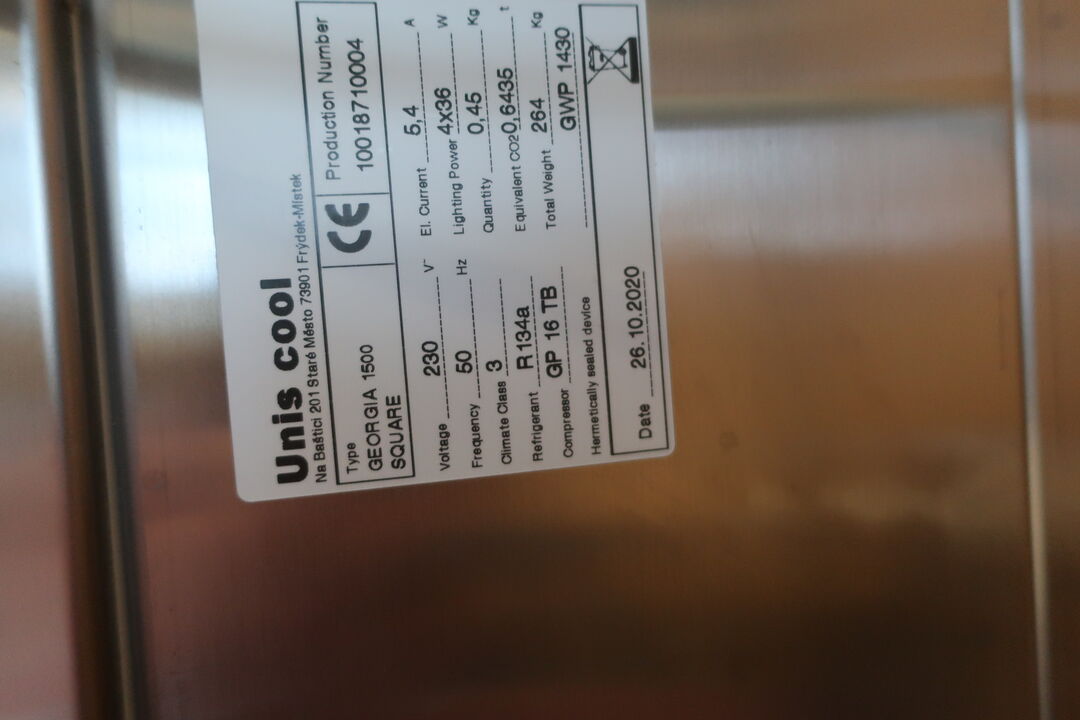 Unis cool
Na Baštici 201 Staré Město 73901 Frýdek-Místek
Type
GEORGIA 1500
SQUARE
CE
Production Number
10018710004
Voltage 230 V~
El. Current 5,4 A
Frequency 50 Hz
Lighting Power 4x36 W
Climate Class 3
Quantity 0,45 Kg
Refrigerant R134a
Equivalent CO2 0,6435 t
Compressor GP 16 TB
Total Weight 264 Kg
Hermetically sealed device
GWP 1430
Date 26.10.2020